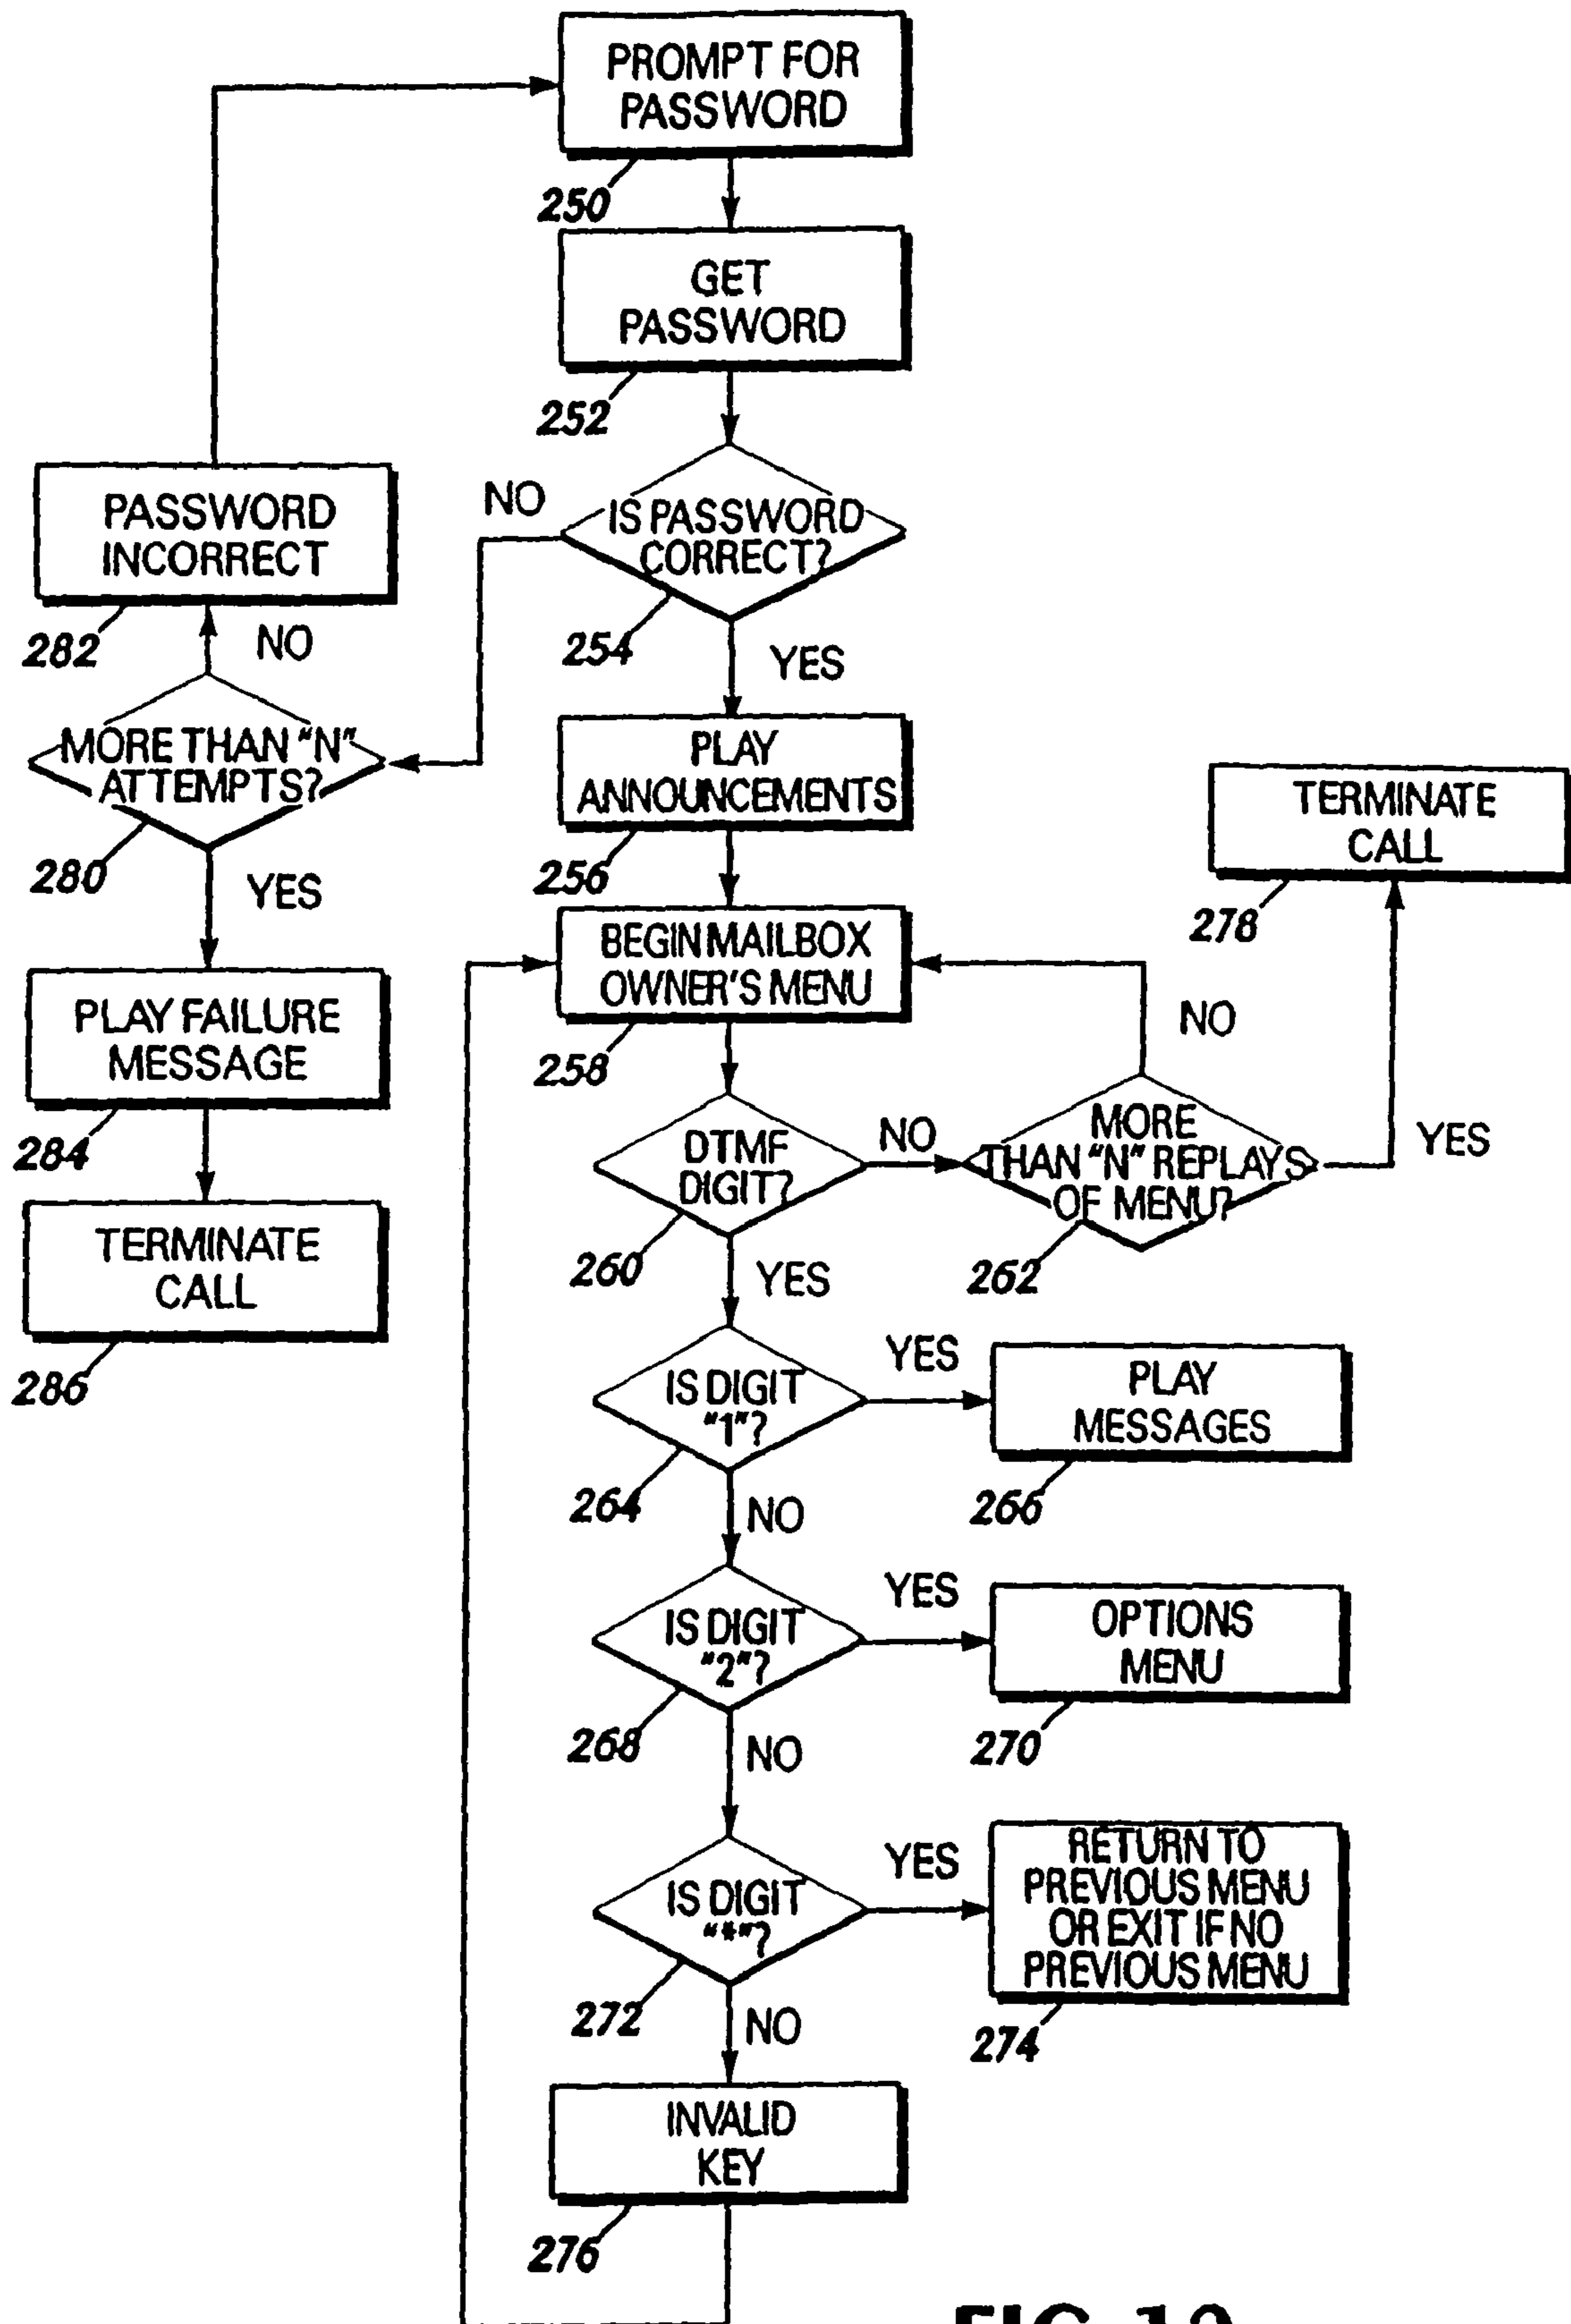 PROMPT FOR
PASSWORD
250
GET
PASSWORD
252
IS PASSWORD
CORRECT?
254
NO
YES
PASSWORD
INCORRECT
282
NO
MORE THAN "N"
ATTEMPTS?
280
YES
PLAY FAILURE
MESSAGE
284
TERMINATE
CALL
286
PLAY
ANNOUNCEMENTS
256
BEGIN MAILBOX
OWNER'S MENU
258
TERMINATE
CALL
278
DTMF
DIGIT?
260
NO
MORE
THAN "N" REPLAYS
OF MENU?
262
NO
YES
YES
IS DIGIT
"1"?
264
YES
PLAY
MESSAGES
266
NO
IS DIGIT
"2"?
268
YES
OPTIONS
MENU
270
NO
IS DIGIT
"*"?
272
YES
RETURN TO
PREVIOUS MENU
OR EXIT IF NO
PREVIOUS MENU
274
NO
INVALID
KEY
276